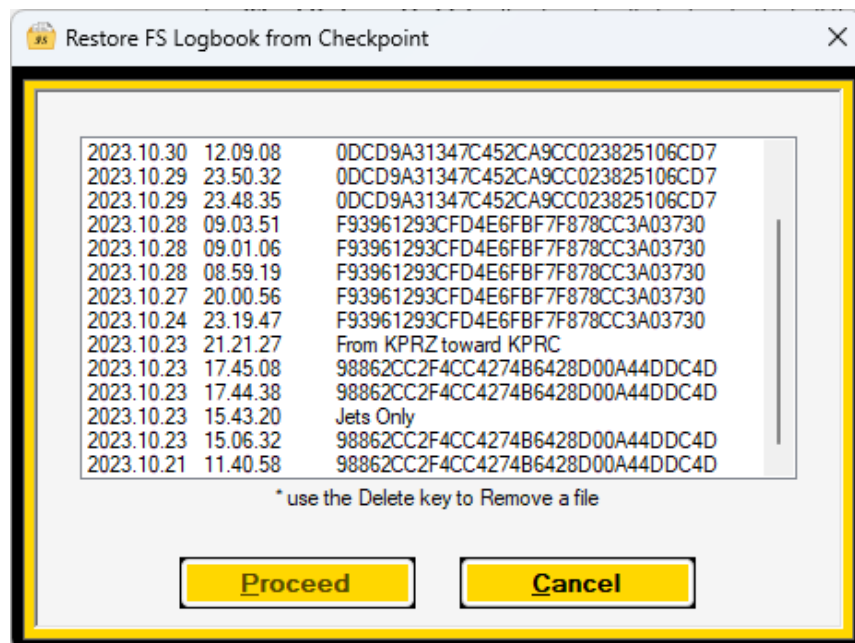 Restore FS Logbook from Checkpoint
2023.10.30 12.09.08 0DCD9A31347C452CA9CC023825106CD7
2023.10.29 23.50.32 0DCD9A31347C452CA9CC023825106CD7
2023.10.29 23.48.35 0DCD9A31347C452CA9CC023825106CD7
2023.10.28 09.03.51 F93961293CFD4E6FBF7F878CC3A03730
2023.10.28 09.01.06 F93961293CFD4E6FBF7F878CC3A03730
2023.10.28 08.59.19 F93961293CFD4E6FBF7F878CC3A03730
2023.10.27 20.00.56 F93961293CFD4E6FBF7F878CC3A03730
2023.10.24 23.19.47 F93961293CFD4E6FBF7F878CC3A03730
2023.10.23 21.21.27 From KPRZ toward KPRC
2023.10.23 17.45.08 98862CC2F4CC4274B6428D00A44DDC4D
2023.10.23 17.44.38 98862CC2F4CC4274B6428D00A44DDC4D
2023.10.23 15.43.20 Jets Only
2023.10.23 15.06.32 98862CC2F4CC4274B6428D00A44DDC4D
2023.10.21 11.40.58 98862CC2F4CC4274B6428D00A44DDC4D
* use the Delete key to Remove a file
Proceed Cancel